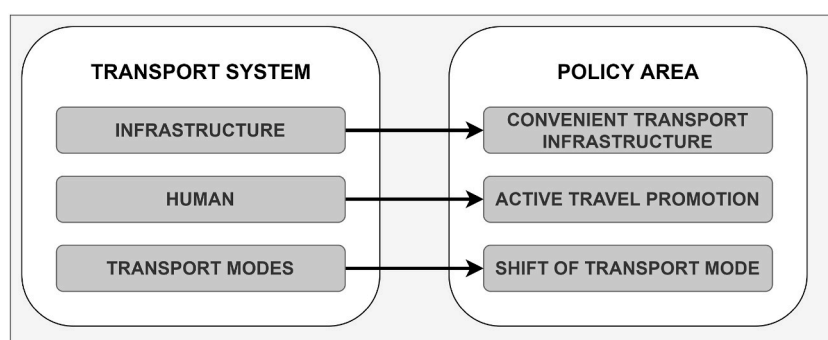 TRANSPORT SYSTEM
INFRASTRUCTURE
HUMAN
TRANSPORT MODES
POLICY AREA
CONVENIENT TRANSPORT
INFRASTRUCTURE
ACTIVE TRAVEL PROMOTION
SHIFT OF TRANSPORT MODE